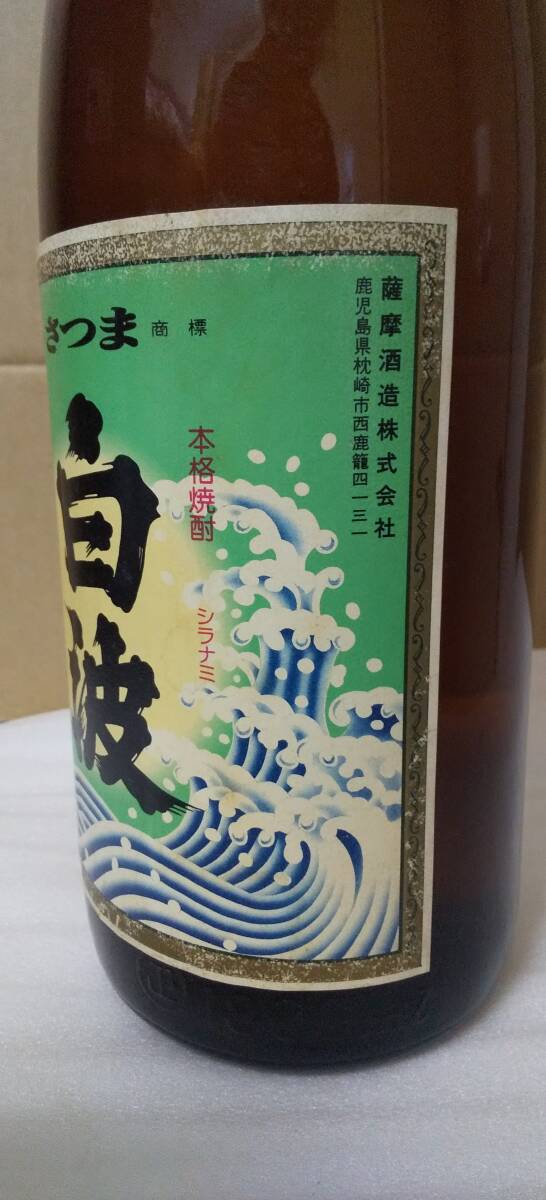 薩摩酒造株式会社
鹿児島県枕崎市西鹿籠四一三一
さつま 商標
本格焼酎
シラナミ
白波